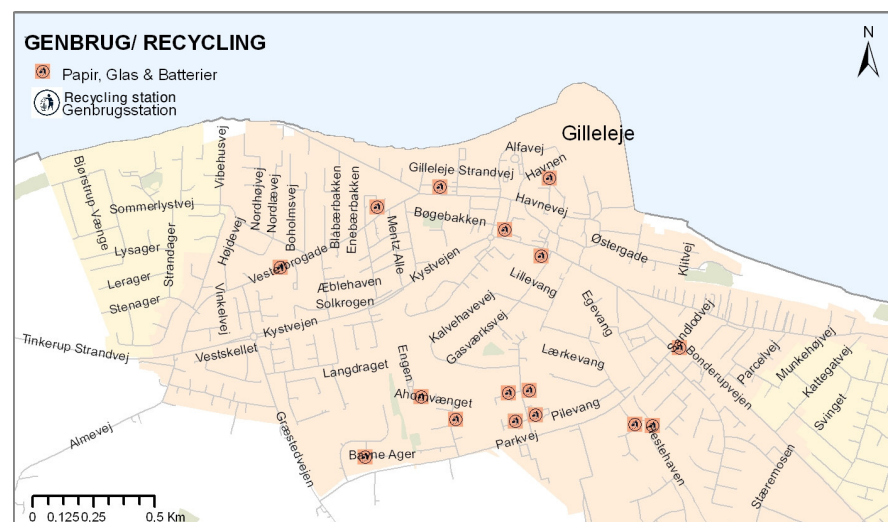 GENBRUG/ RECYCLING
Papir, Glas & Batterier
Recycling station
Genbrugsstation
N
Gilleleje
Alfavej
Havnen
Gilleleje Strandvej
Havnevej
Bøgebakken
Vibehusvej
Bjørstrup Vænge
Sommerlystvej
Nordhøjvej
Nordlævej
Boholmsvej
Blåbærbakken
Enebærbakken
Mentz Alle
Østergade
Klitvej
Lysager
Strandager
Højdevej
Vesterbrogade
Kystvejen
Lerager
Æblehaven
Lillevang
Stenager
Vinkelvej
Solkrogen
Egevang
Kystvejen
Kalvehavevej
Gasværksvej
Strandlodvej
Tinkerup Strandvej
Vestskellet
Lærkevang
Bonderupvejen
Parcelvej
Munkehøjvej
Kattegatvej
Svinget
Langdraget
Engen
Ahornvænget
Græstedvejen
Pilevang
Parkvej
Almevej
Bavne Ager
Hestehaven
Stæremosen
0 0.125 0.25 0.5 Km